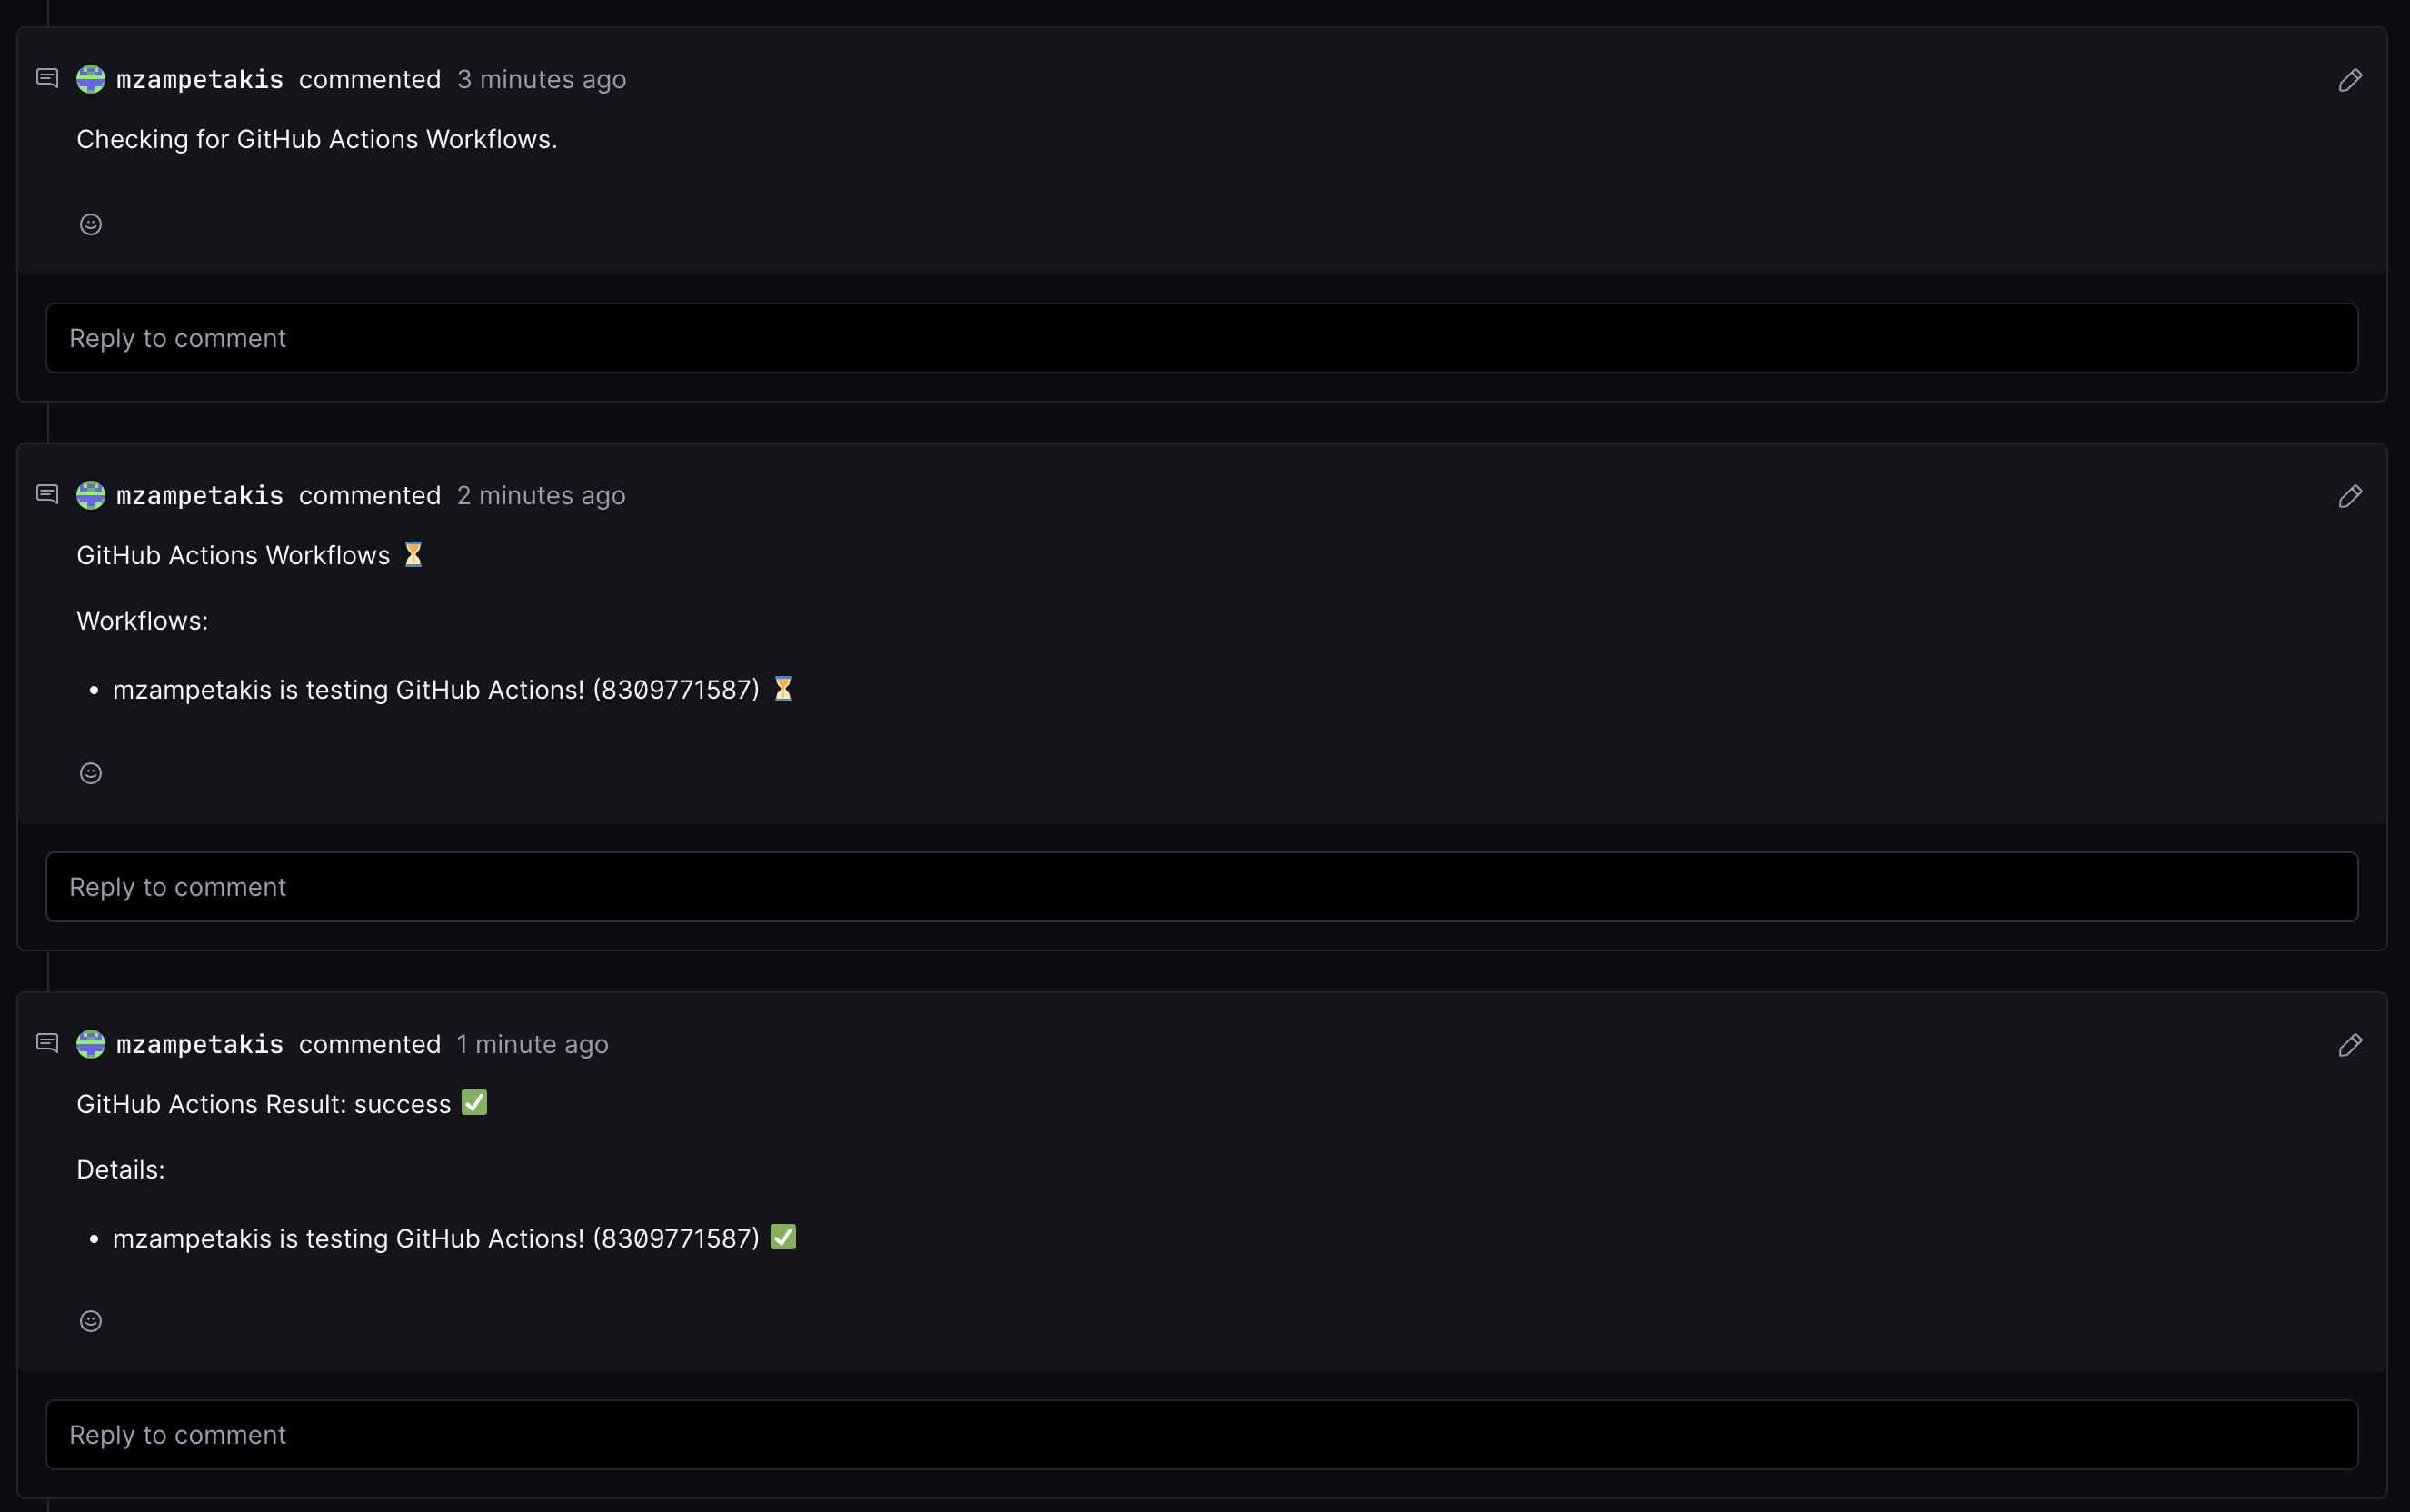 mzampetakis commented 3 minutes ago
Checking for GitHub Actions Workflows.
Reply to comment
mzampetakis commented 2 minutes ago
GitHub Actions Workflows ⏳
Workflows:
• mzampetakis is testing GitHub Actions! (8309771587) ⏳
Reply to comment
mzampetakis commented 1 minute ago
GitHub Actions Result: success ✅
Details:
• mzampetakis is testing GitHub Actions! (8309771587) ✅
Reply to comment